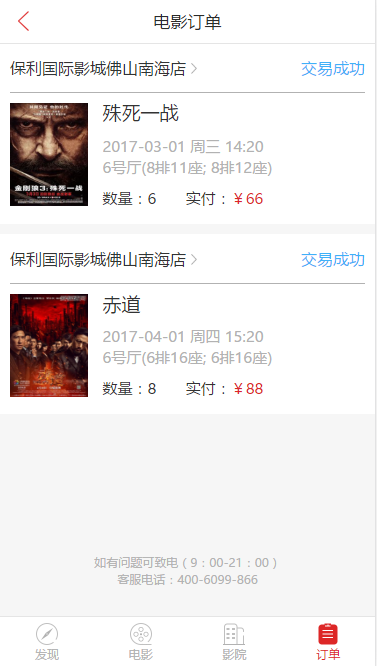 电影订单
保利国际影城佛山南海店
交易成功
金刚狼3:殊死一战
殊死一战
2017-03-01 周三 14:20
6号厅(8排11座; 8排12座)
数量：6 实付：￥66
保利国际影城佛山南海店
交易成功
赤道
2017-04-01 周四 15:20
6号厅(6排16座; 6排16座)
数量：8 实付：￥88
如有问题可致电（9：00-21：00）
客服电话：400-6099-866
发现 电影 影院 订单